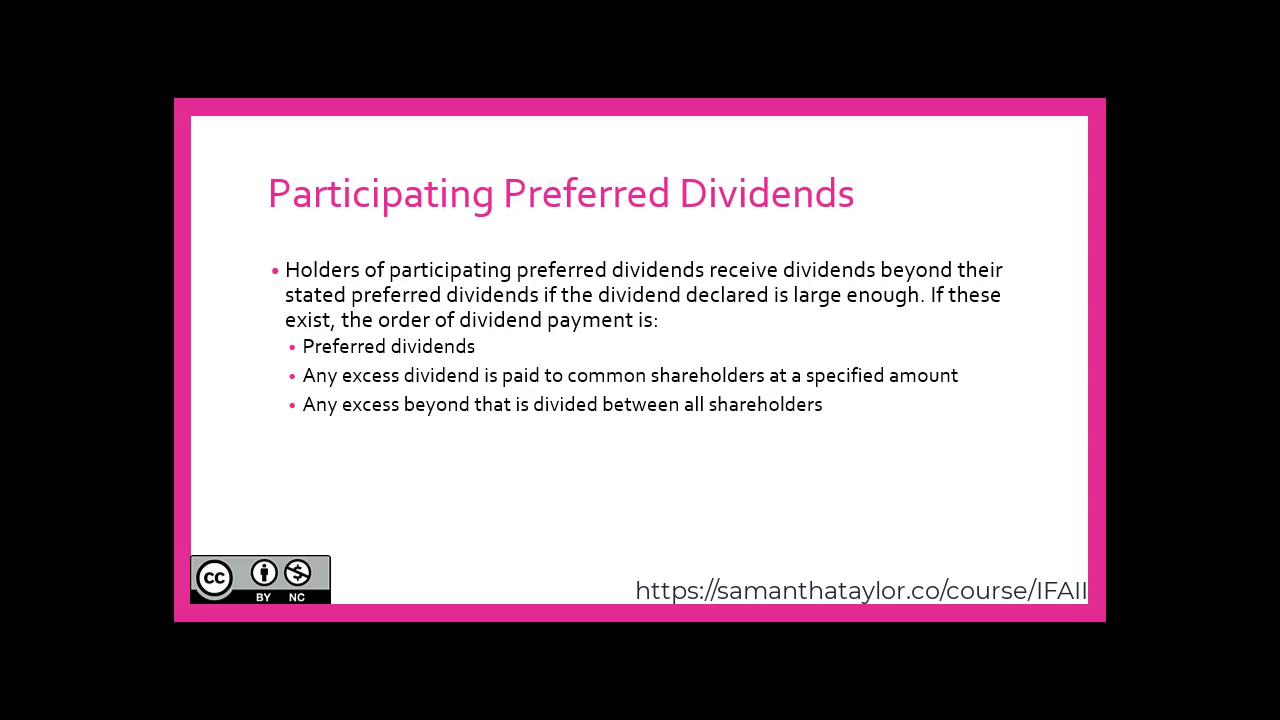 Participating Preferred Dividends
• Holders of participating preferred dividends receive dividends beyond their
stated preferred dividends if the dividend declared is large enough. If these
exist, the order of dividend payment is:
• Preferred dividends
• Any excess dividend is paid to common shareholders at a specified amount
• Any excess beyond that is divided between all shareholders
cc
BY NC
https://samanthataylor.co/course/IFAII